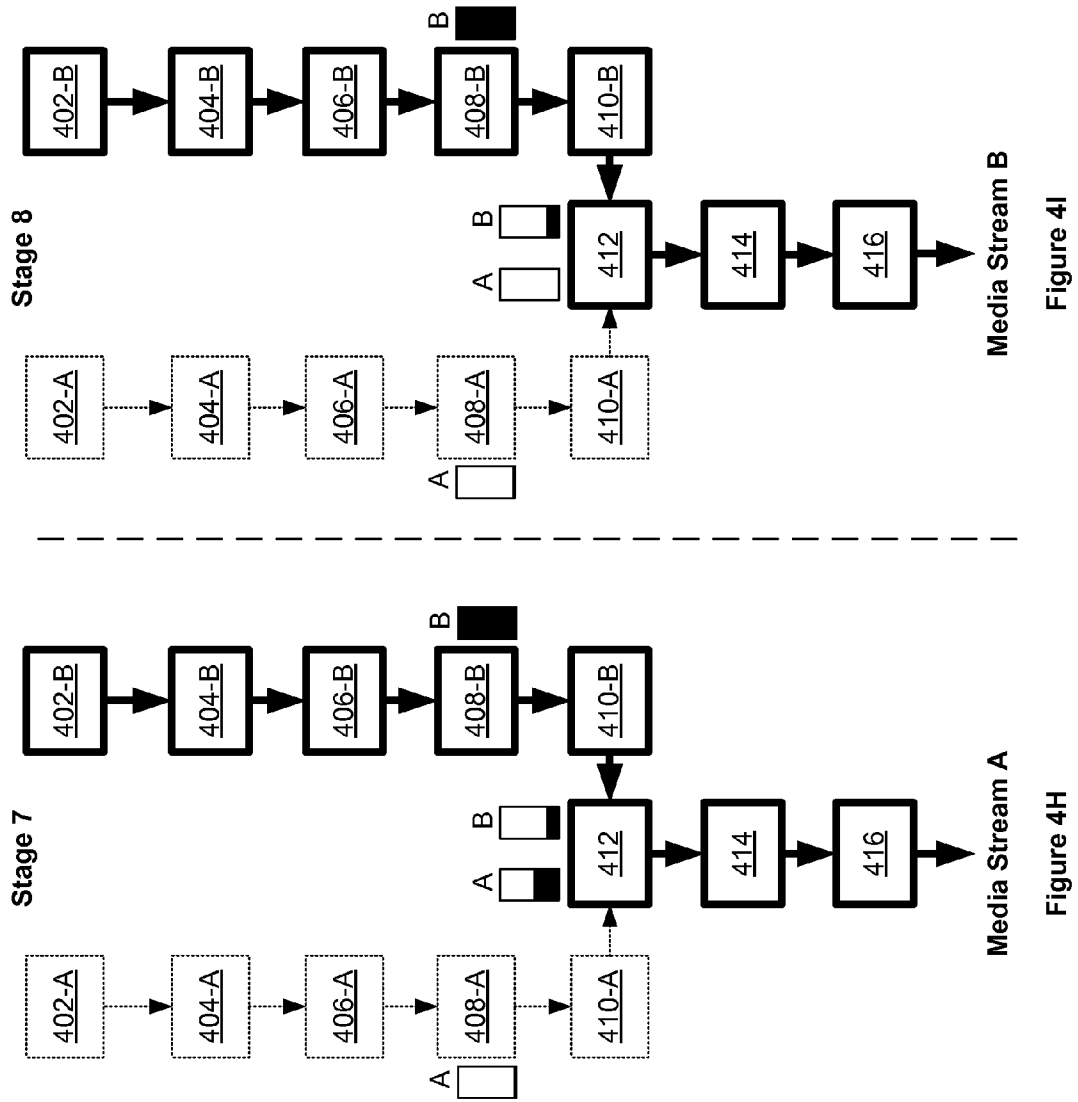 Stage 7
402-A
402-B
404-A
404-B
406-A
406-B
A
408-A
408-B
B
A
B
410-A
412
410-B
414
416
Media Stream A
Figure 4H
Stage 8
402-A
402-B
404-A
404-B
406-A
406-B
A
408-A
408-B
B
A
B
410-A
412
410-B
414
416
Media Stream B
Figure 4I